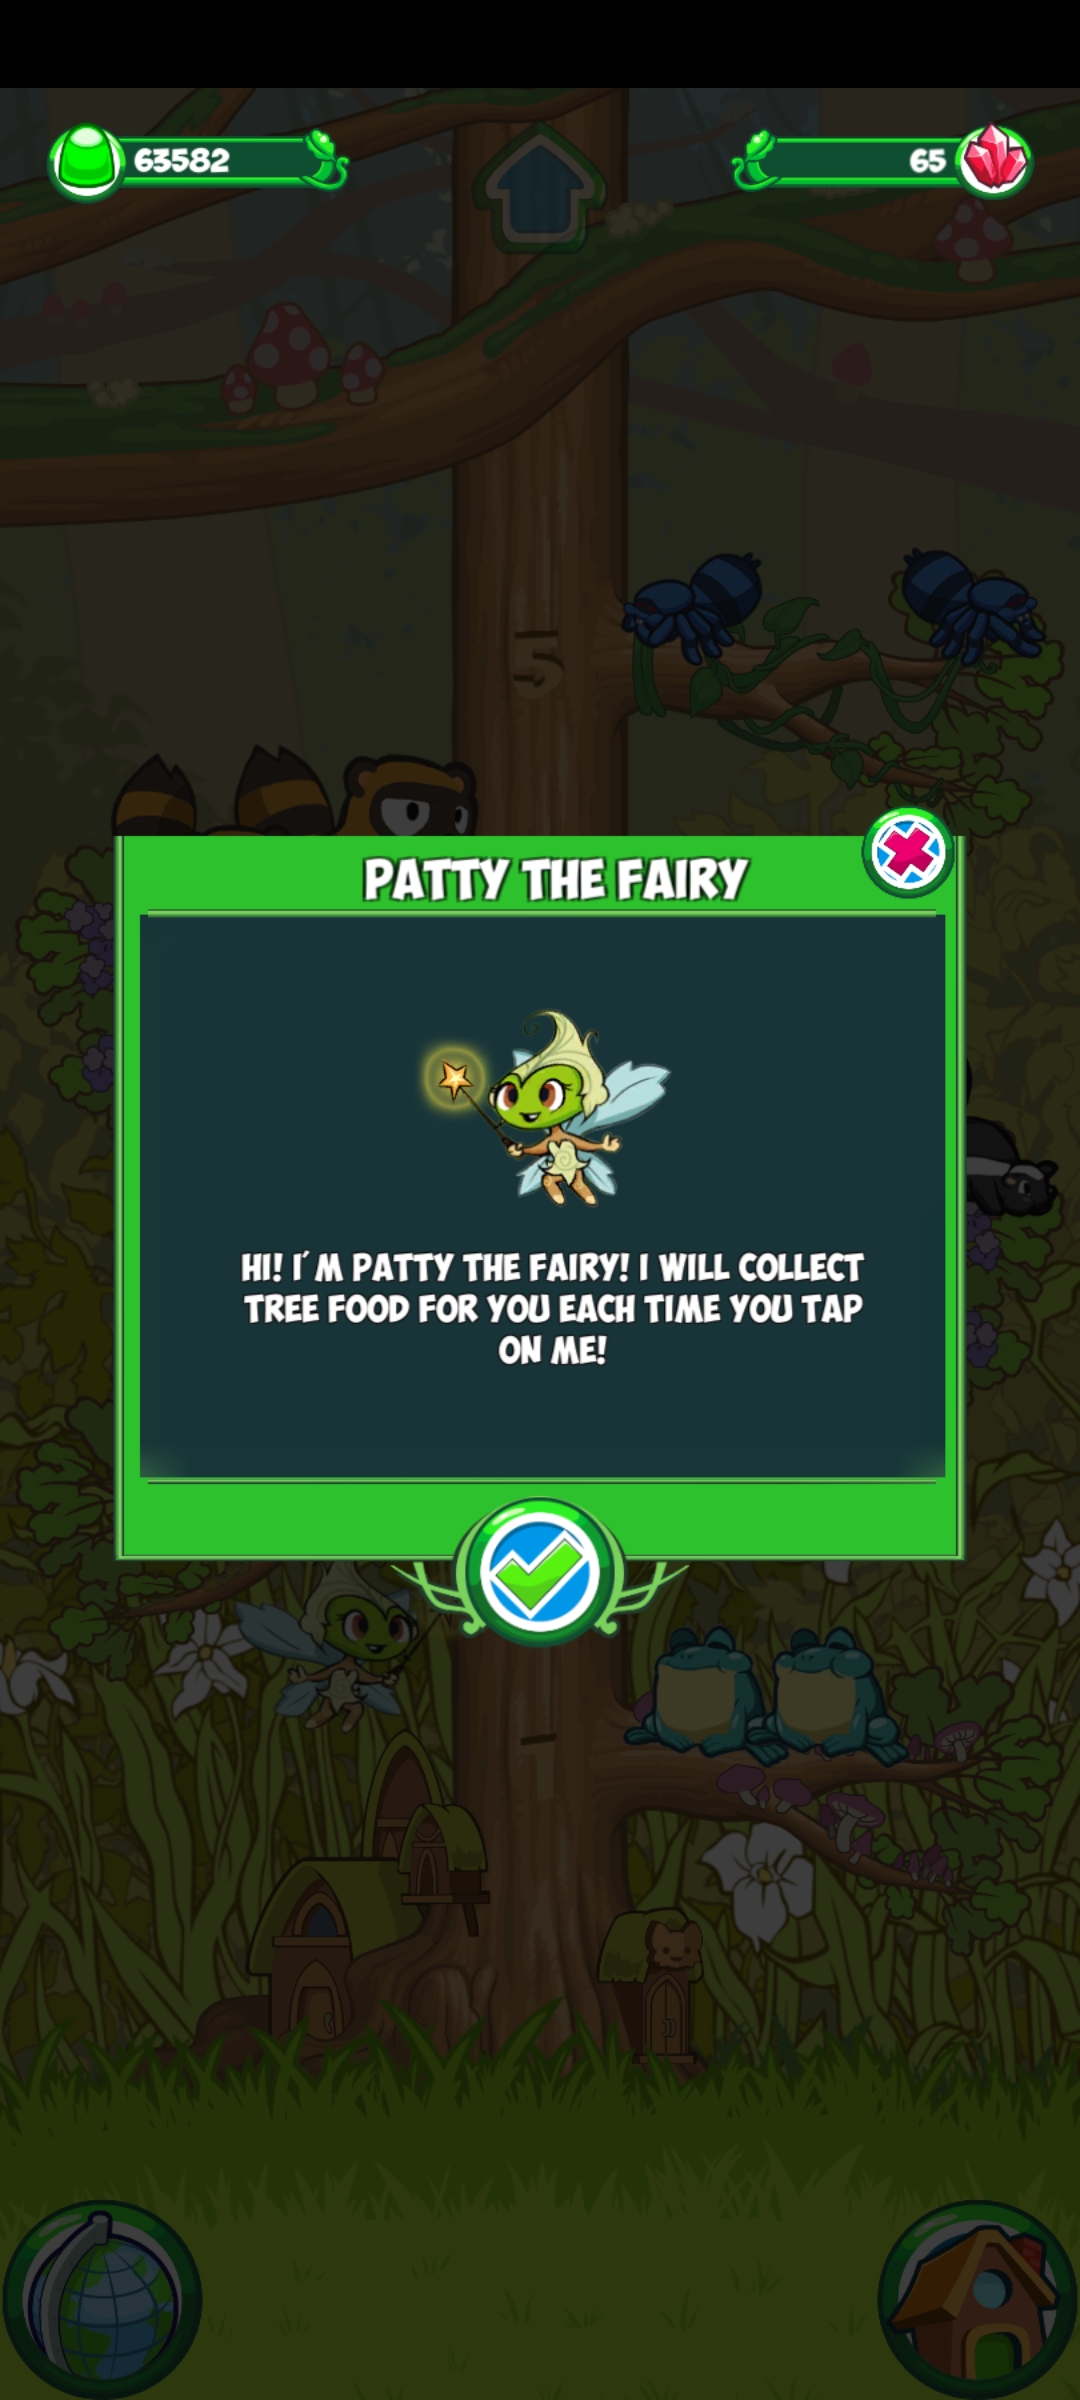 63582
65
5
PATTY THE FAIRY
HI! I´M PATTY THE FAIRY! I WILL COLLECT
TREE FOOD FOR YOU EACH TIME YOU TAP
ON ME!
1